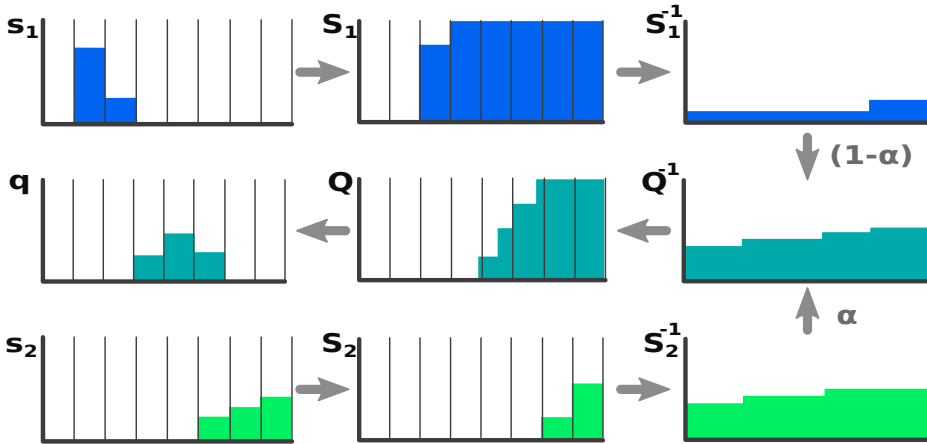 s₁ S₁ S₁⁻¹
(1-α)
q Q Q⁻¹
α
s₂ S₂ S₂⁻¹